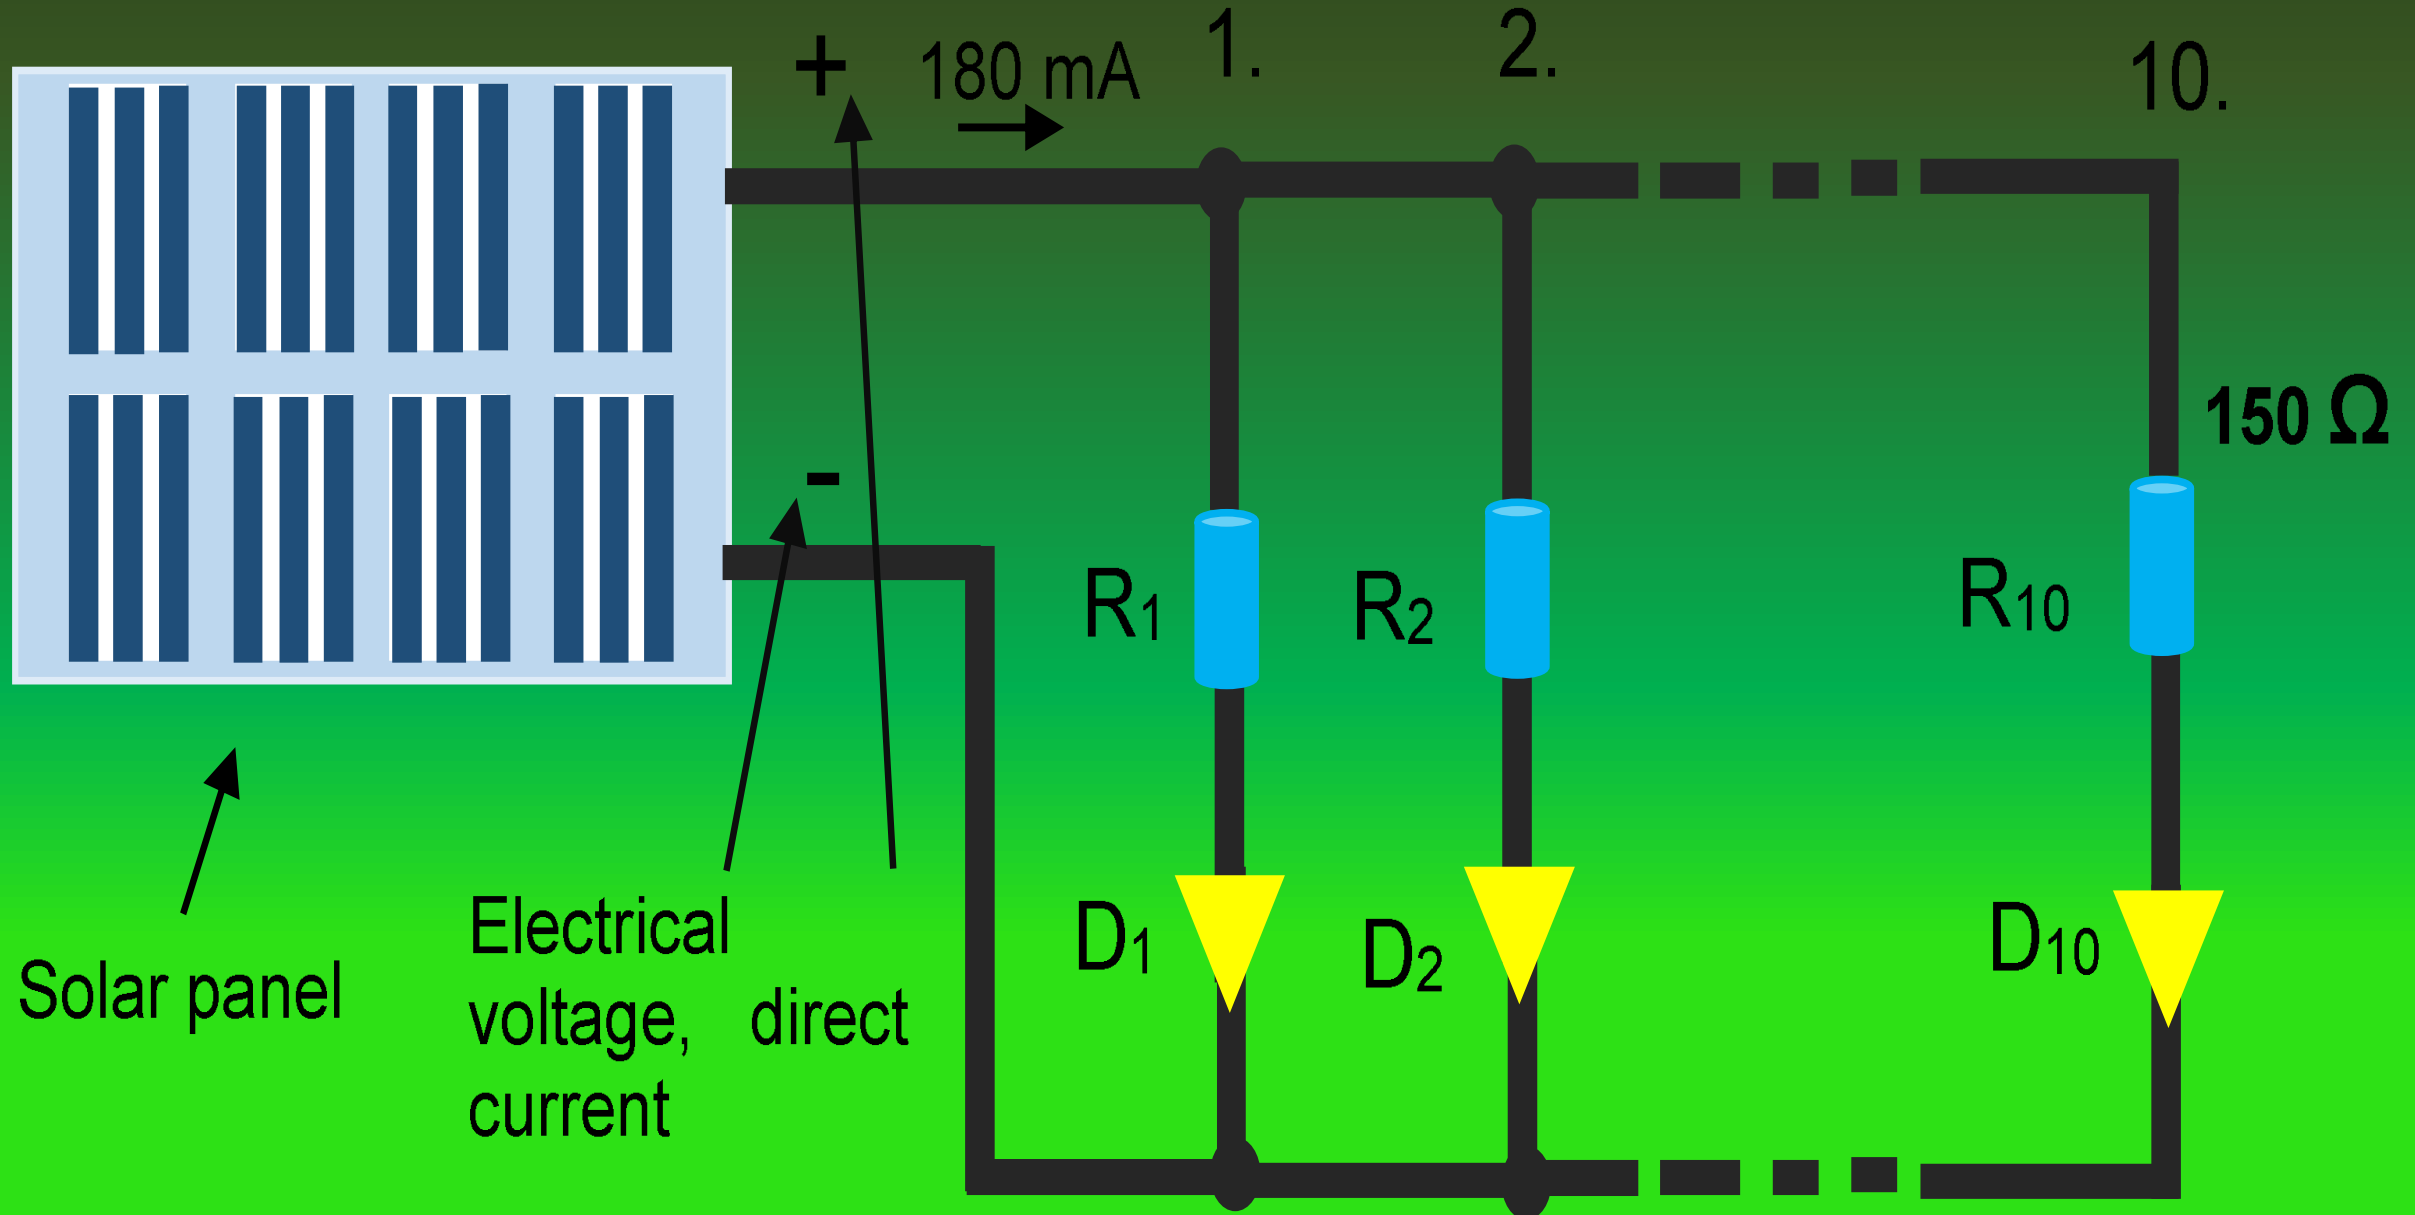 + 180 mA 1. 2. 10.
150 Ω
-
R1 R2 R10
D1 D2 D10
Solar panel
Electrical
voltage, direct
current